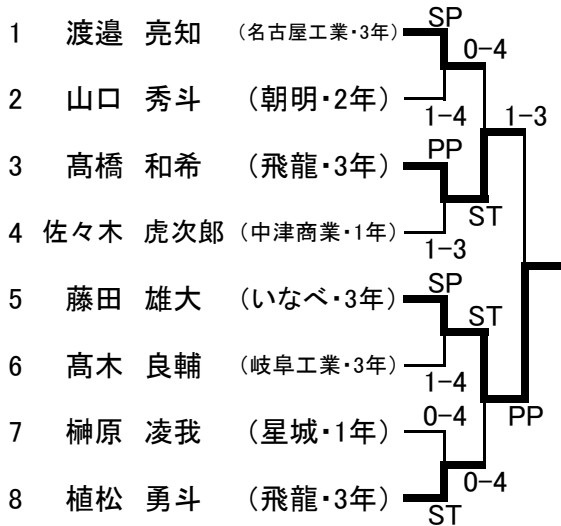 SP
1 渡邉 亮知 (名古屋工業・3年)
0-4
2 山口 秀斗 (朝明・2年)
1-4
1-3
PP
3 髙橋 和希 (飛龍・3年)
ST
4 佐々木 虎次郎 (中津商業・1年)
1-3
SP
5 藤田 雄大 (いなべ・3年)
ST
6 髙木 良輔 (岐阜工業・3年)
1-4
0-4
PP
7 榊原 凌我 (星城・1年)
0-4
8 植松 勇斗 (飛龍・3年)
ST